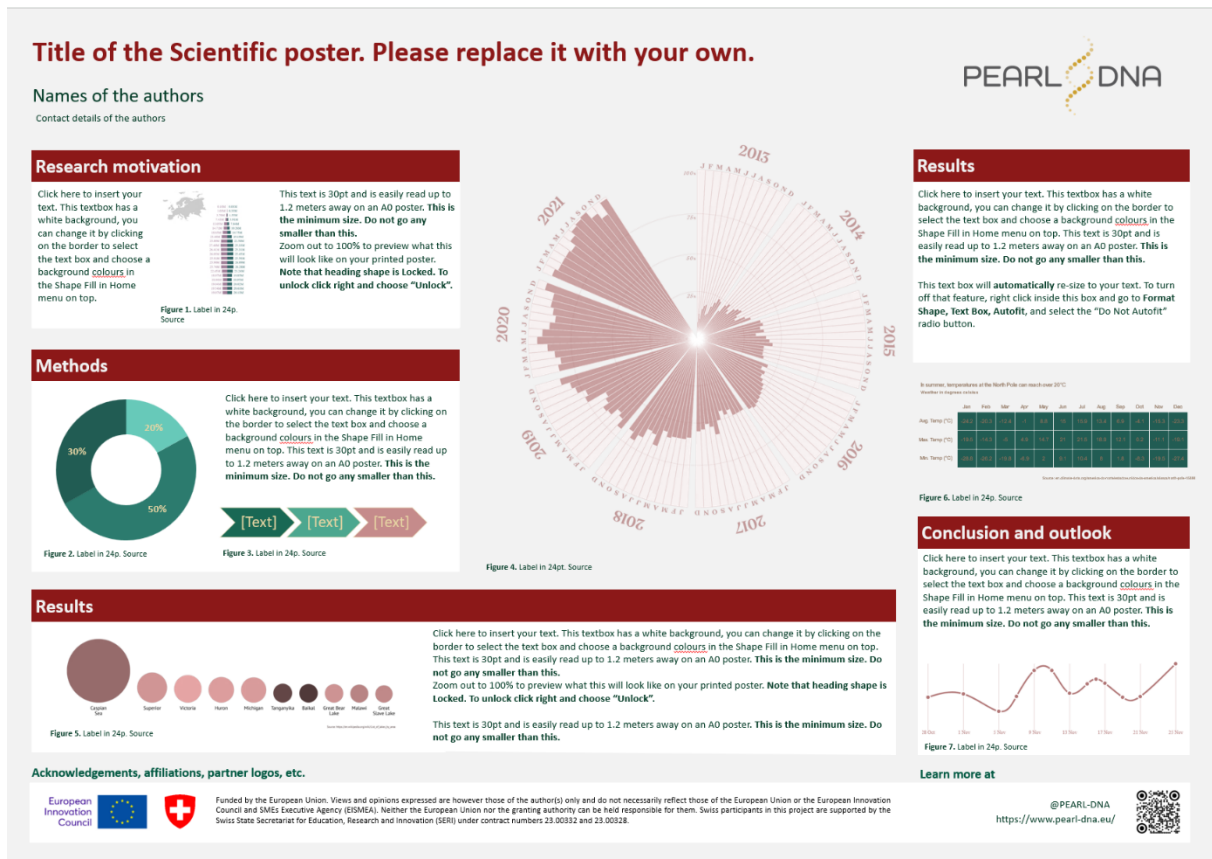 Title of the Scientific poster. Please replace it with your own.
Names of the authors
Contact details of the authors
PEARL DNA
Research motivation
Click here to insert your
text. This textbox has a
white background, you
can change it by clicking
on the border to select
the text box and choose a
background colours in
the Shape Fill in Home
menu on top.
Figure 1. Label in 24p.
Source
This text is 30pt and is easily read up to
1.2 meters away on an A0 poster. This is
the minimum size. Do not go any
smaller than this.
Zoom out to 100% to preview what this
will look like on your printed poster.
Note that heading shape is Locked. To
unlock click right and choose “Unlock”.
Methods
20%
30%
50%
Figure 2. Label in 24p. Source
Click here to insert your text. This textbox has a
white background, you can change it by clicking
on the border to select the text box and choose a
background colours in the Shape Fill in Home
menu on top. This text is 30pt and is easily read up
to 1.2 meters away on an A0 poster. This is the
minimum size. Do not go any smaller than this.
[Text] [Text] [Text]
Figure 3. Label in 24p. Source
2013
2014
2015
2016
2017
2018
2019
2020
2021
Figure 4. Label in 24pt. Source
Results
Caspian
Sea
Superior
Victoria
Huron
Michigan
Tanganyika
Baikal
Great Bear
Lake
Malawi
Great
Slave Lake
Figure 5. Label in 24p. Source
Click here to insert your text. This textbox has a white background, you can change it by clicking on the
border to select the text box and choose a background colours in the Shape Fill in Home menu on top.
This text is 30pt and is easily read up to 1.2 meters away on an A0 poster. This is the minimum size. Do
not go any smaller than this.
Zoom out to 100% to preview what this will look like on your printed poster. Note that heading shape is
Locked. To unlock click right and choose “Unlock”.
This text is 30pt and is easily read up to 1.2 meters away on an A0 poster. This is the minimum size. Do
not go any smaller than this.
Results
Click here to insert your text. This textbox has a white
background, you can change it by clicking on the border to
select the text box and choose a background colours in the
Shape Fill in Home menu on top. This text is 30pt and is
easily read up to 1.2 meters away on an A0 poster. This is
the minimum size. Do not go any smaller than this.
This text box will automatically re-size to your text. To turn
off that feature, right click inside this box and go to Format
Shape, Text Box, Autofit, and select the “Do Not Autofit”
radio button.
In summer, temperatures at the North Pole can reach over 20°C
Weather in degrees celsius
Jan Feb Mar Apr May Jun Jul Aug Sep Oct Nov Dec
Avg. Temp (°C)
Max. Temp (°C)
Min. Temp (°C)
Figure 6. Label in 24p. Source
Conclusion and outlook
Click here to insert your text. This textbox has a white
background, you can change it by clicking on the border to
select the text box and choose a background colours in the
Shape Fill in Home menu on top. This text is 30pt and is
easily read up to 1.2 meters away on an A0 poster. This is
the minimum size. Do not go any smaller than this.
Figure 7. Label in 24p. Source
Acknowledgements, affiliations, partner logos, etc.
European
Innovation
Council
Funded by the European Union. Views and opinions expressed are however those of the author(s) only and do not necessarily reflect those of the European Union or the European Innovation
Council and SMEs Executive Agency (EISMEA). Neither the European Union nor the granting authority can be held responsible for them. Swiss participants in this project are supported by the
Swiss State Secretariat for Education, Research and Innovation (SERI) under contract numbers 23.00332 and 23.00328.
Learn more at
@PEARL-DNA
https://www.pearl-dna.eu/